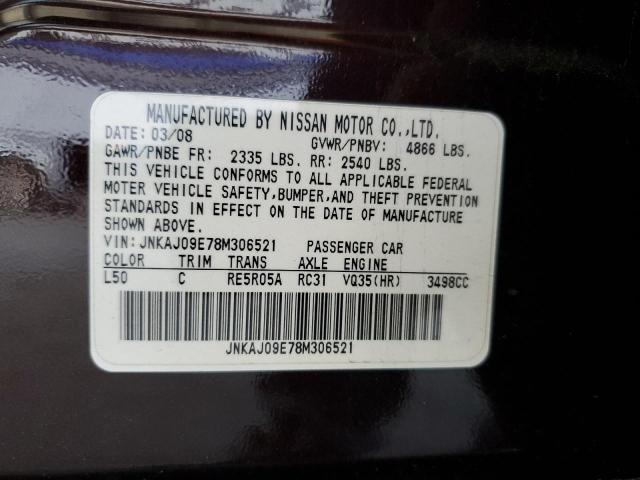 MANUFACTURED BY NISSAN MOTOR CO.,LTD.
DATE: 03/08 GVWR/PNBV: 4866 LBS.
GAWR/PNBE FR: 2335 LBS. RR: 2540 LBS.
THIS VEHICLE CONFORMS TO ALL APPLICABLE FEDERAL
MOTOR VEHICLE SAFETY,BUMPER,AND THEFT PREVENTION
STANDARDS IN EFFECT ON THE DATE OF MANUFACTURE
SHOWN ABOVE.
VIN: JNKAJ09E78M306521 PASSENGER CAR
COLOR TRIM TRANS AXLE ENGINE
L50 C RE5R05A RC31 VQ35(HR) 3498CC
JNKAJ09E78M306521